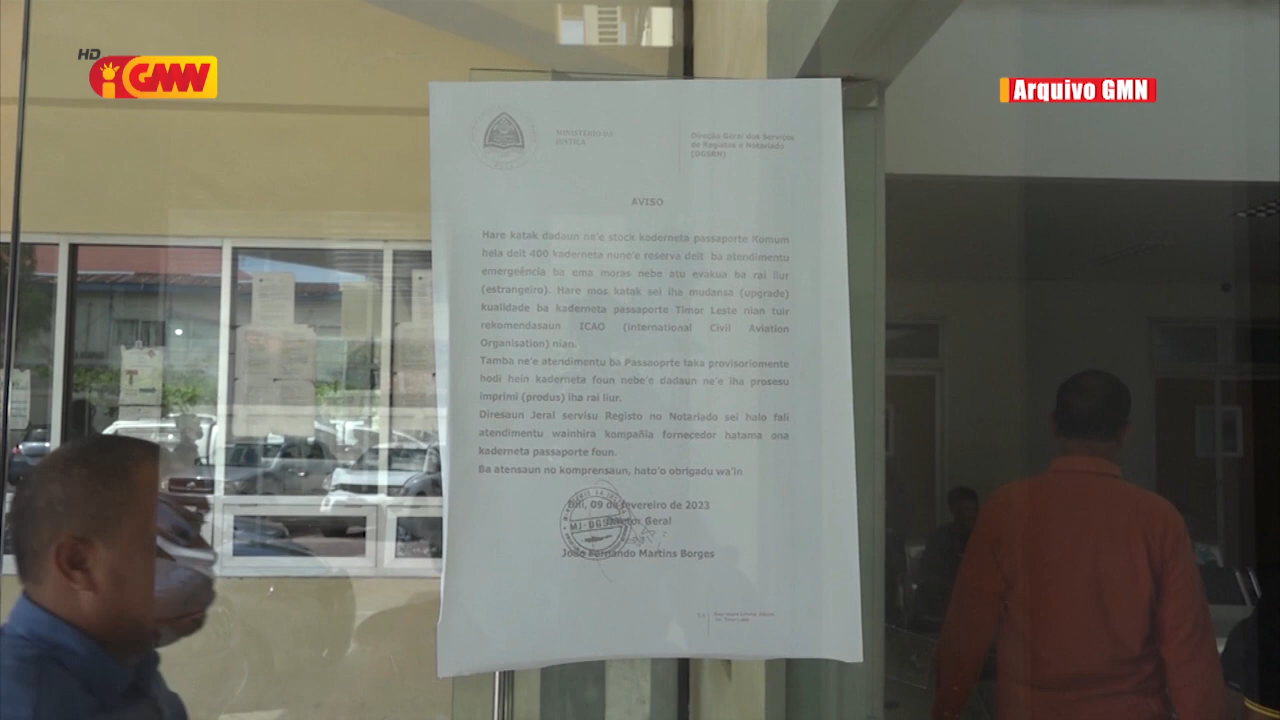 HD
GMN
Arquivo GMN
MINISTÉRIO DA
JUSTIÇA
Direção Geral dos Serviços
de Registos e Notariado
(DGSRN)
AVISO
Hare katak dadaun ne'e stock kaderneta passaporte Komum
hela deit 400 kaderneta nune'e reserva deit ba atendimentu
emergeência ba ema moras nebe atu evakua ba rai liur
(estrangeiro). Hare mos katak sei iha mudansa (upgrade)
kualidade ba kaderneta passaporte Timor Leste nian tuir
rekomendasaun ICAO (international Civil Aviation
Organisation) nian.
Tamba ne'e atendimentu ba Passaoprte taka provisoriomente
hodi hein kaderneta foun nebe'e dadaun ne'e iha prosesu
imprimi (produs) iha rai liur.
Diresaun Jeral servisu Registo no Notariado sei halo fali
atendimentu wainhira kompañia fornecedor hatama ona
kaderneta passaporte foun.
Ba atensaun no komprensaun, hato'o obrigadu wa'in
09 de fevereiro de 2023
Geral
João Fernando Martins Borges